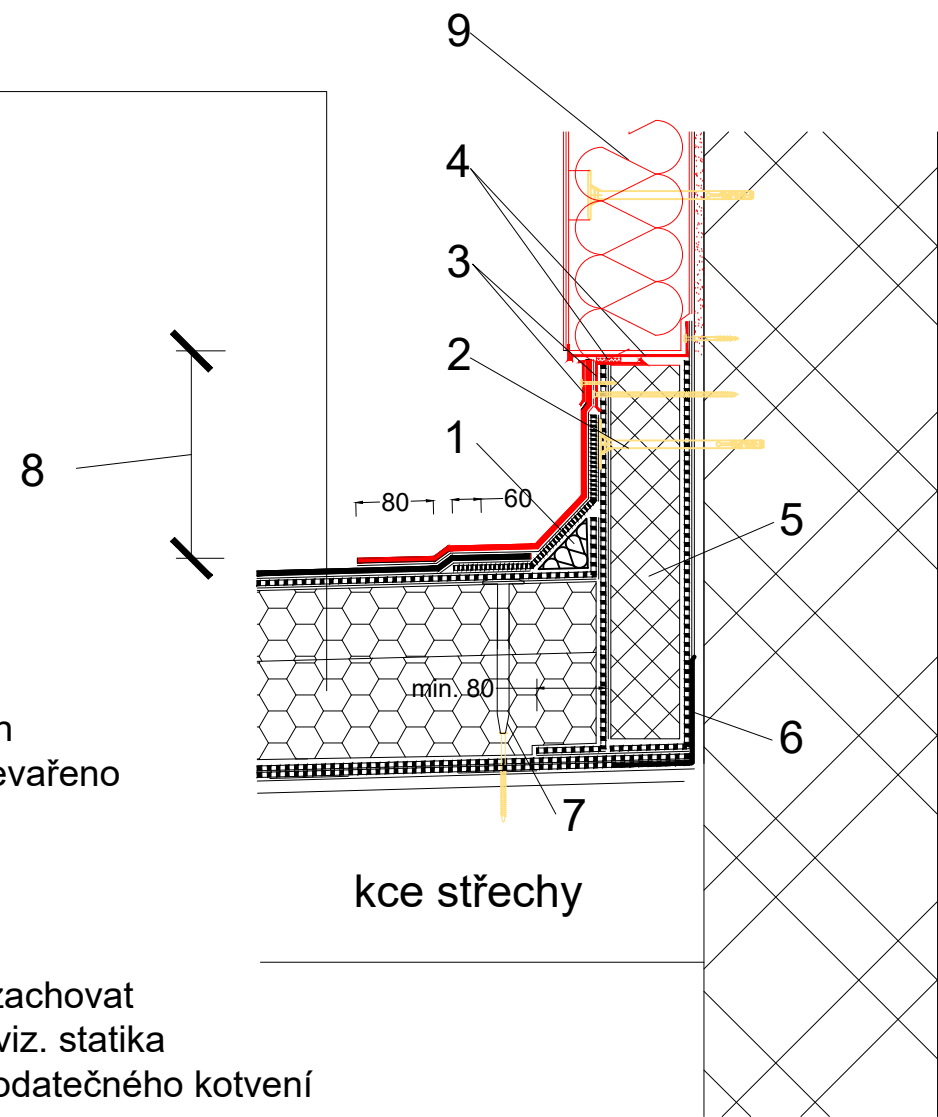 9
4
3
2
1
8
80
60
5
min. 80
6
n
evařeno
7
kce střechy
zachovat
viz. statika
odatečného kotvení